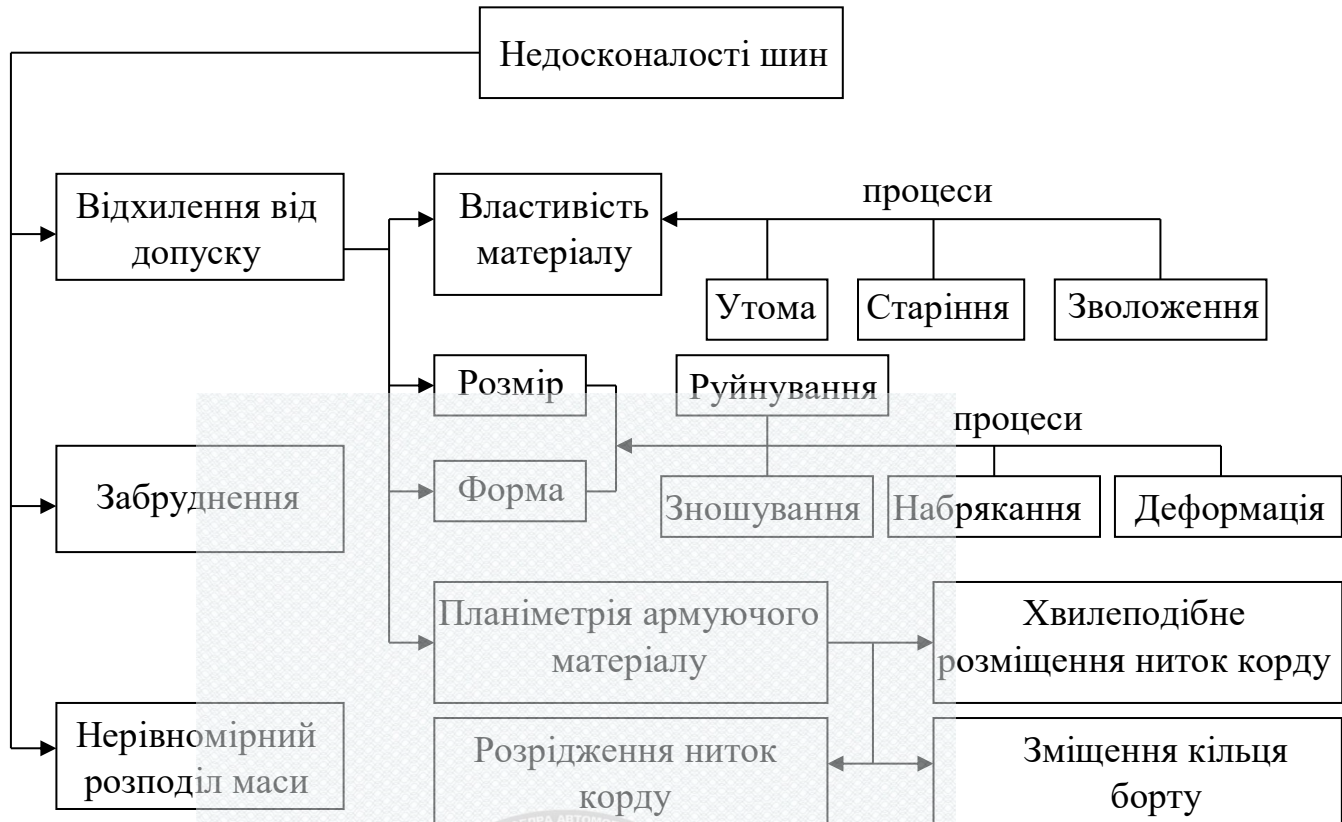 Недосконалості шин
Відхилення від
допуску
Властивість
матеріалу
процеси
Утома
Старіння
Зволоження
Розмір
Руйнування
процеси
Забруднення
Форма
Зношування
Набрякання
Деформація
Планіметрія армуючого
матеріалу
Хвилеподібне
розміщення ниток корду
Нерівномірний
розподіл маси
Розрідження ниток
корду
Зміщення кільця
борту